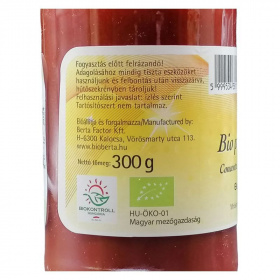 Fogyasztás előtt felrázandó!
Adagolásához mindig tiszta eszközöket
használjunk és felbontás után visszazárva,
hűtőszekrényben tároljuk!
Felhasználási javaslat: ízlés szerint
Tartósítószert nem tartalmaz.
Előállítja és forgalmazza/Manufactured by:
Berta Factor Kft.
H-6300 Kalocsa, Vörösmarty utca 113.
www.bioberta.hu
Nettó tömeg: 300 g
BIOKONTROLL
HUNGARIA
HU-ÖKO-01
Magyar mezőgazdaság
Bio